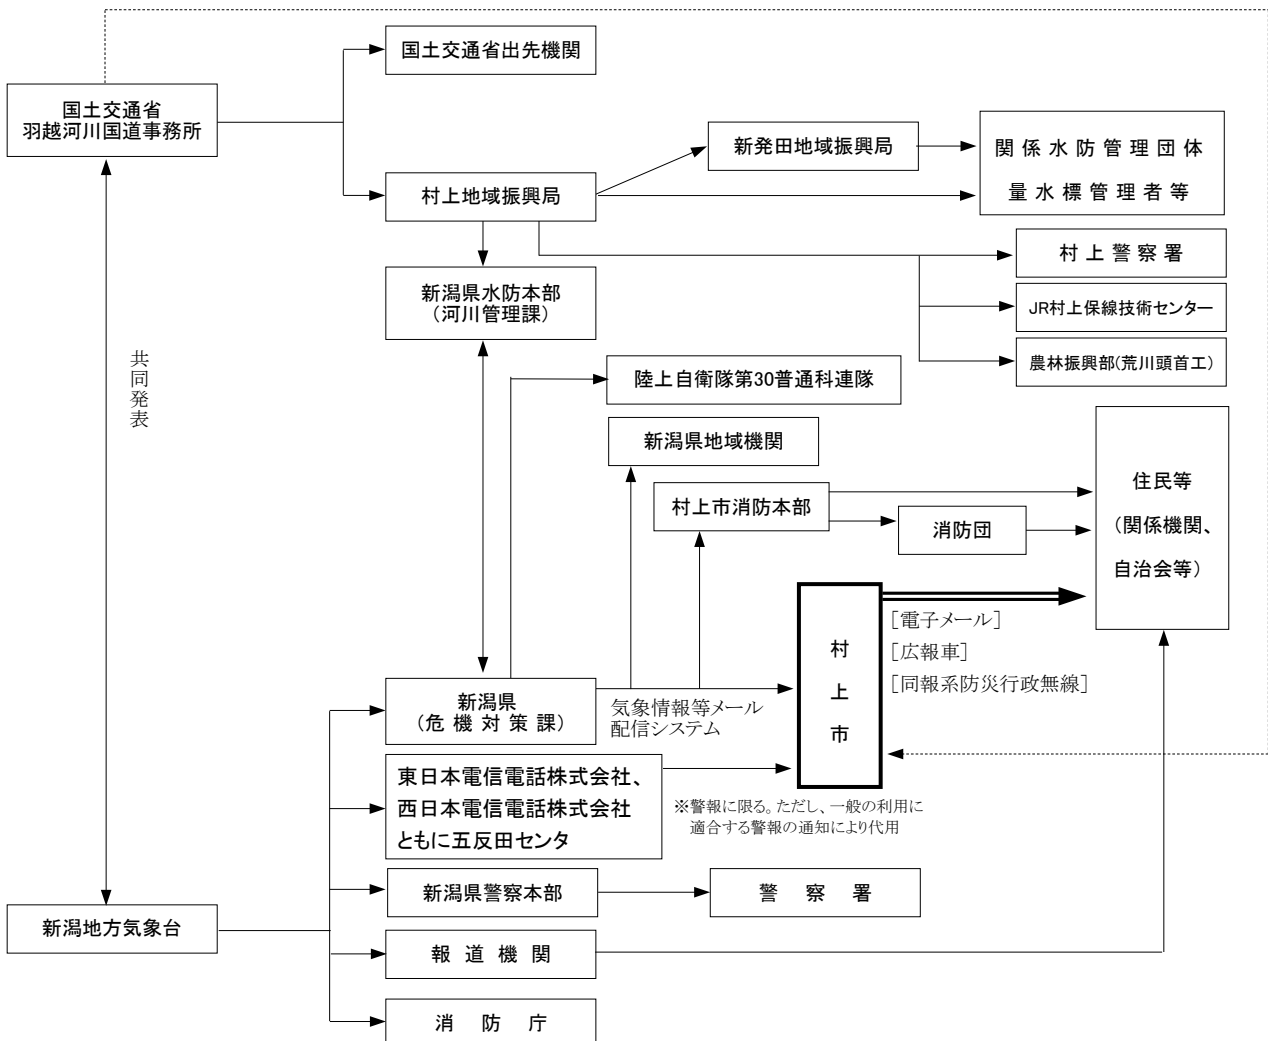 国土交通省出先機関
国土交通省
羽越河川国道事務所
新発田地域振興局
関係水防管理団体
量水標管理者等
村上地域振興局
村上警察署
新潟県水防本部
（河川管理課）
JR村上保線技術センター
農林振興部（荒川頭首工）
共同発表
陸上自衛隊第30普通科連隊
新潟県地域機関
村上市消防本部
消防団
住民等
（関係機関、
自治会等）
村上市
［電子メール］
［広報車］
［同報系防災行政無線］
新潟県
（危機対策課）
気象情報等メール
配信システム
東日本電信電話株式会社、
西日本電信電話株式会社
ともに五反田センタ
※警報に限る。ただし、一般の利用に
適合する警報の通知により代用
新潟県警察本部
警察署
新潟地方気象台
報道機関
消防庁